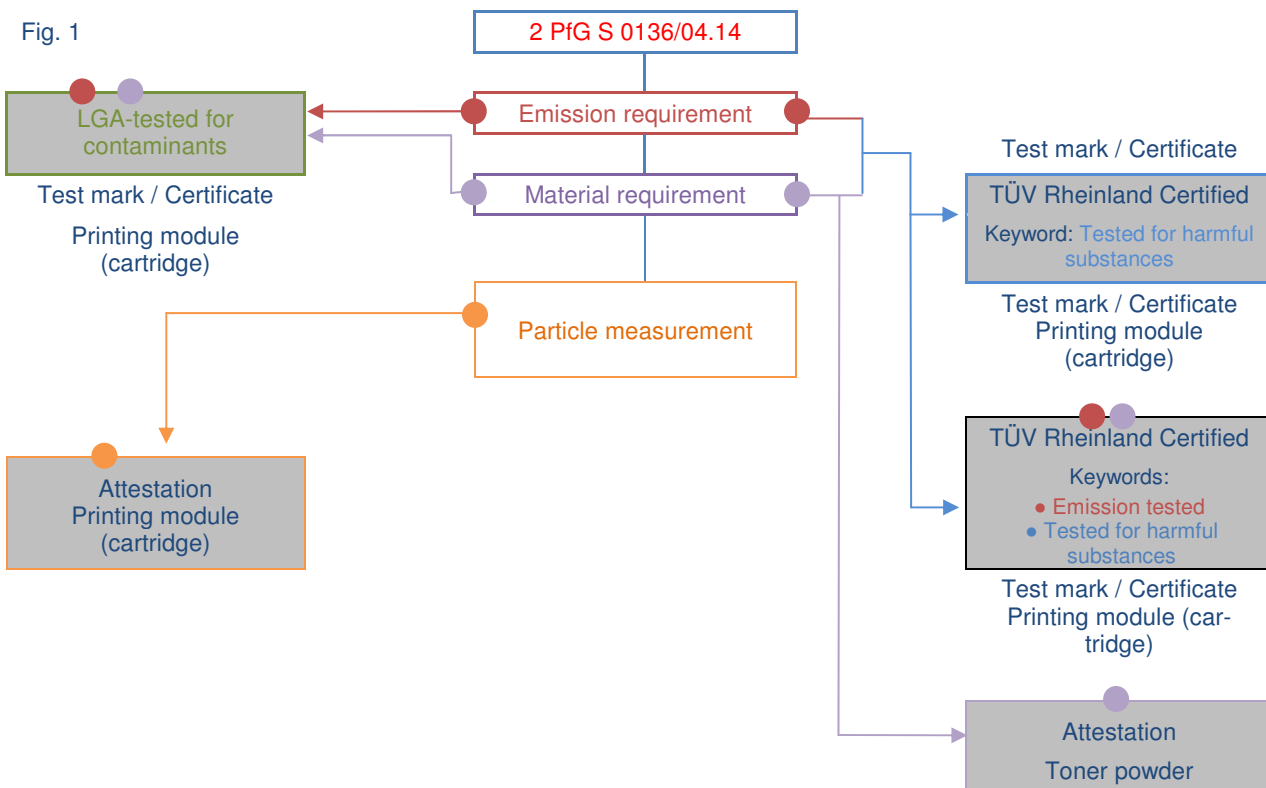 Fig. 1
2 PfG S 0136/04.14
Emission requirement
Material requirement
Particle measurement
LGA-tested for
contaminants
Test mark / Certificate
Printing module
(cartridge)
Attestation
Printing module
(cartridge)
Test mark / Certificate
TÜV Rheinland Certified
Keyword: Tested for harmful
substances
Test mark / Certificate
Printing module
(cartridge)
TÜV Rheinland Certified
Keywords:
● Emission tested
● Tested for harmful
substances
Test mark / Certificate
Printing module (car-
tridge)
Attestation
Toner powder